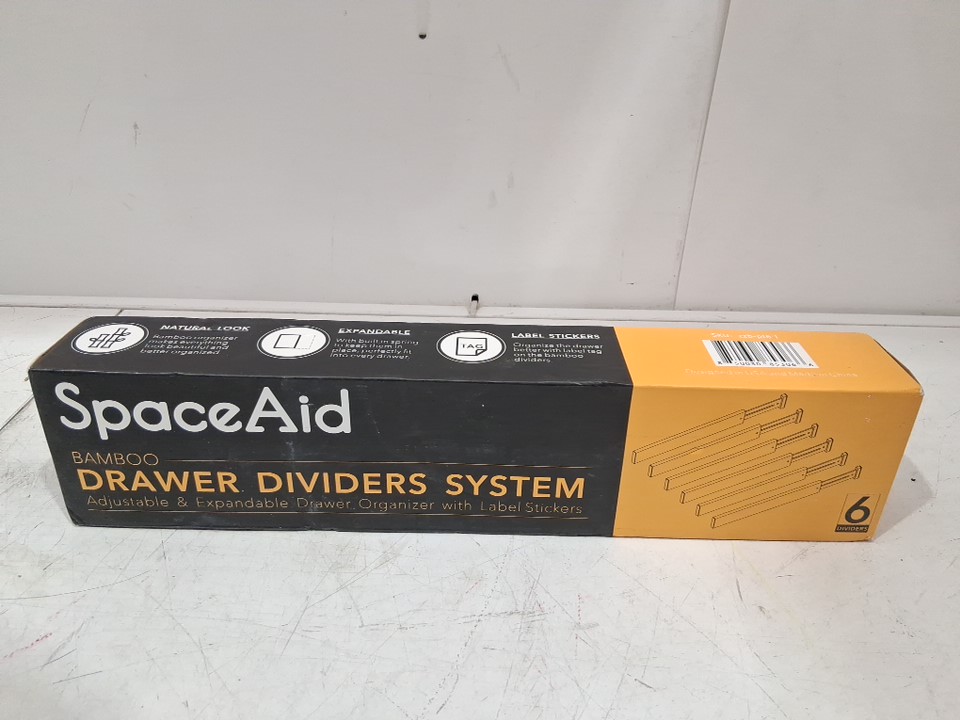 NATURAL LOOK
Bamboo organizer
makes everything
look beautiful and
better organized
EXPANDABLE
With built in spring
to keep them in
place, perfectly fit
into every drawer
LABEL STICKERS
TAG
Organize the drawer
better with label tag
on the bamboo
dividers
SpaceAid
BAMBOO
DRAWER DIVIDERS SYSTEM
Adjustable & Expandable Drawer Organizer with Label Stickers
6
DIVIDERS